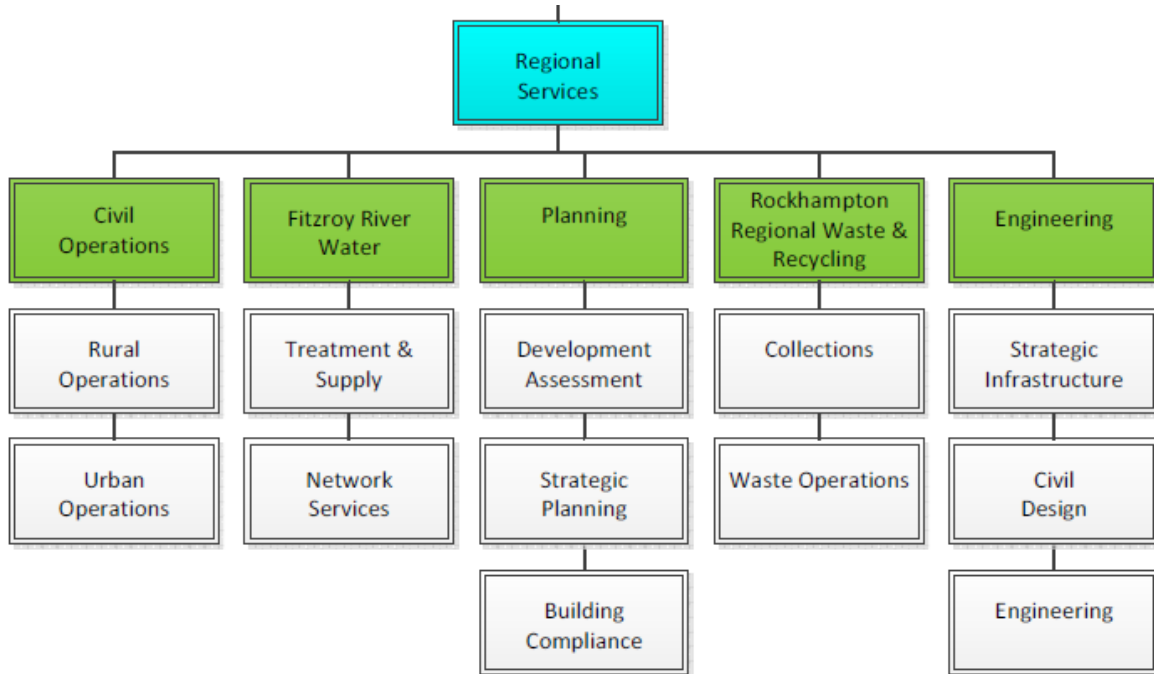 Regional
Services
Civil
Operations
Fitzroy River
Water
Planning
Rockhampton
Regional Waste &
Recycling
Engineering
Rural
Operations
Treatment &
Supply
Development
Assessment
Collections
Strategic
Infrastructure
Urban
Operations
Network
Services
Strategic
Planning
Waste Operations
Civil
Design
Building
Compliance
Engineering